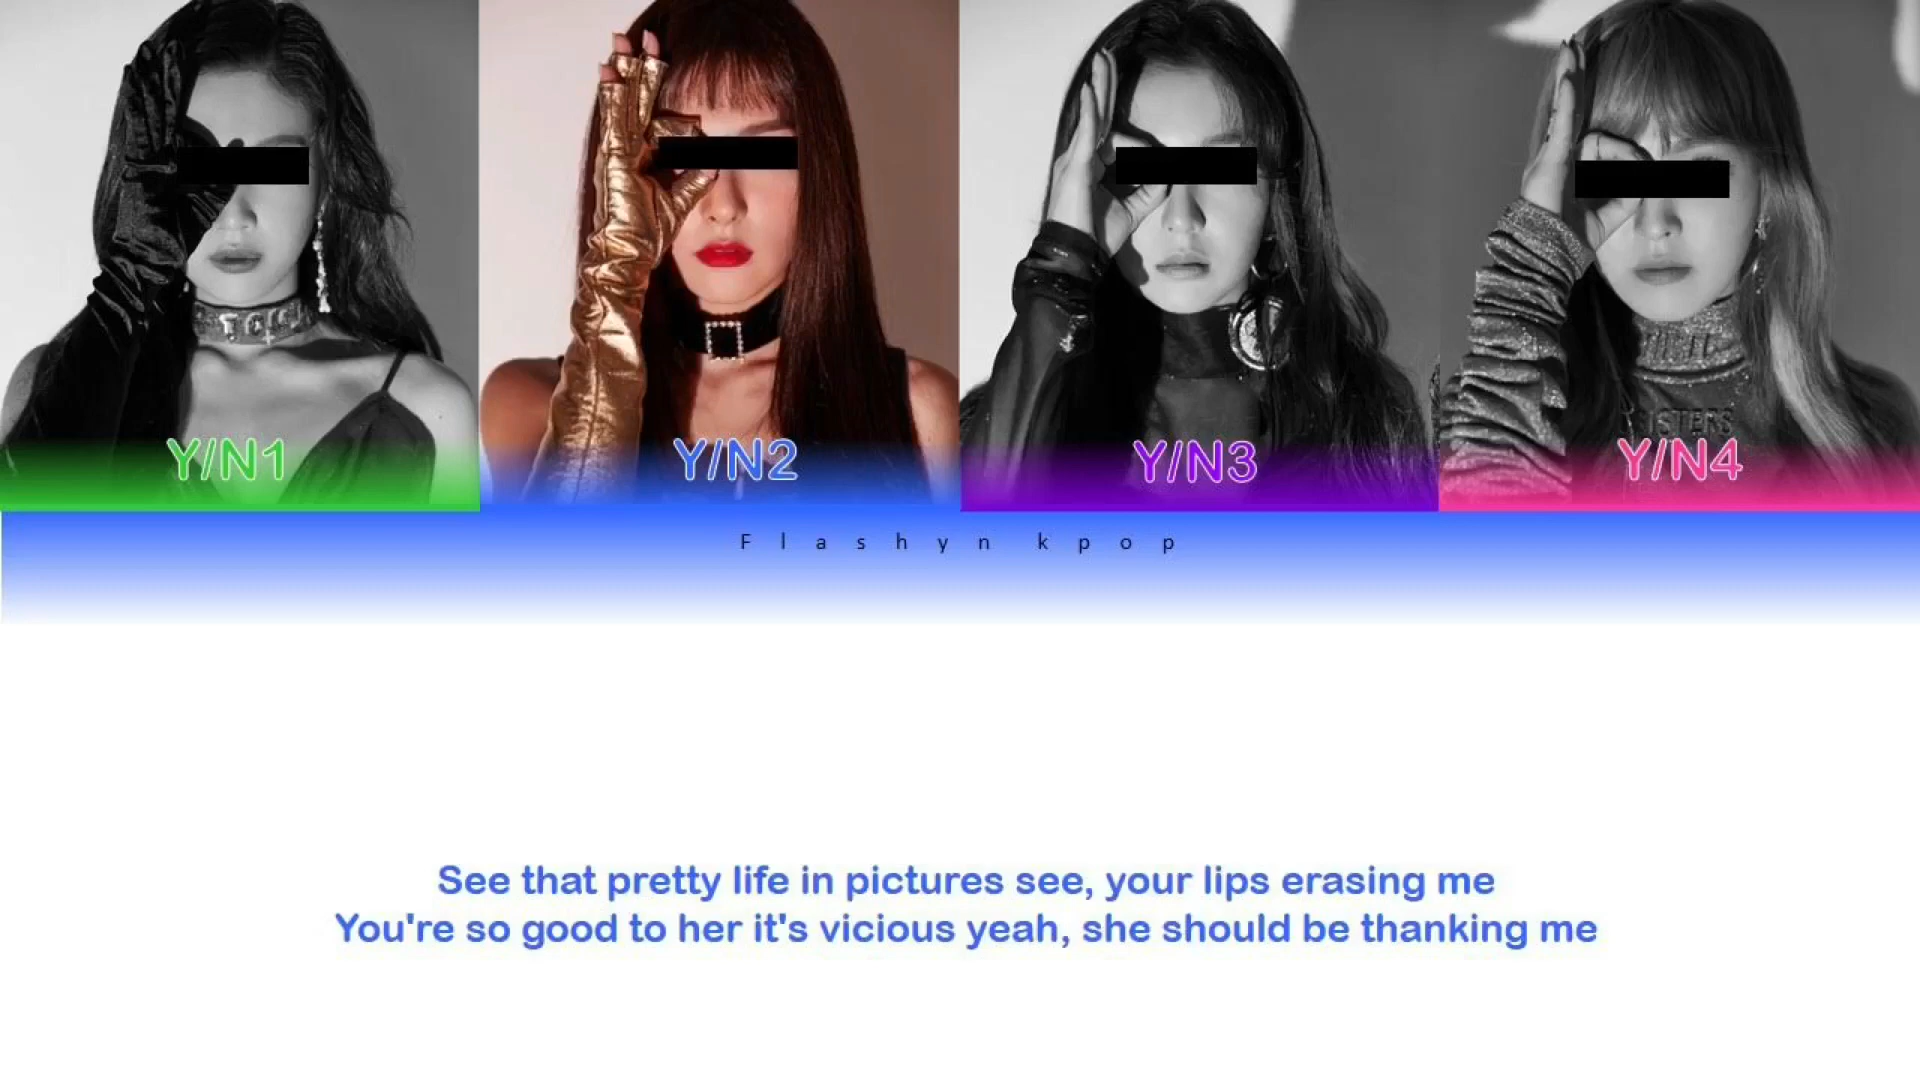 Y/N1
Y/N2
Y/N3
Y/N4
F l a s h y n k p o p
See that pretty life in pictures see, your lips erasing me
You're so good to her it's vicious yeah, she should be thanking me